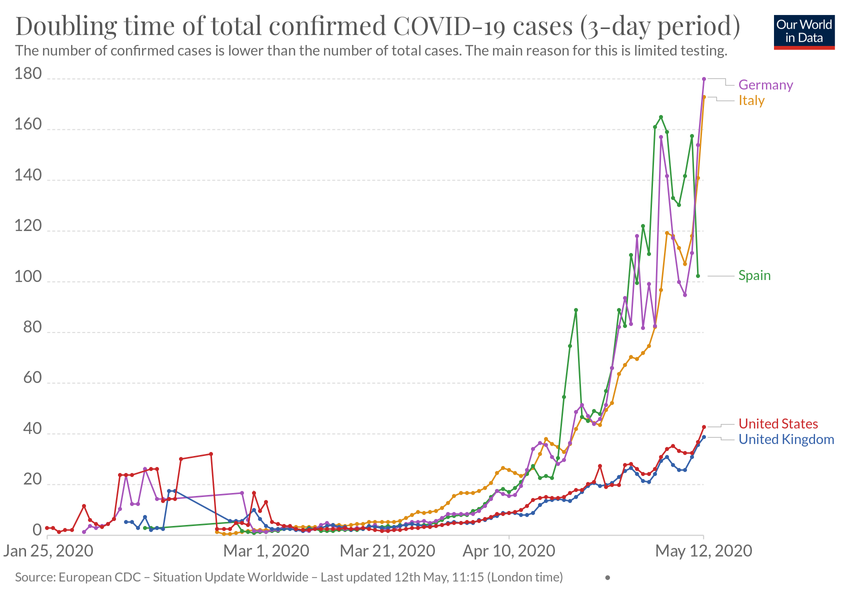 Doubling time of total confirmed COVID-19 cases (3-day period)
Our World
in Data
The number of confirmed cases is lower than the number of total cases. The main reason for this is limited testing.
180
Germany
Italy
160
140
120
100
Spain
80
60
40
United States
United Kingdom
20
0
Jan 25, 2020
Mar 1, 2020
Mar 21, 2020
Apr 10, 2020
May 12, 2020
Source: European CDC – Situation Update Worldwide – Last updated 12th May, 11:15 (London time)